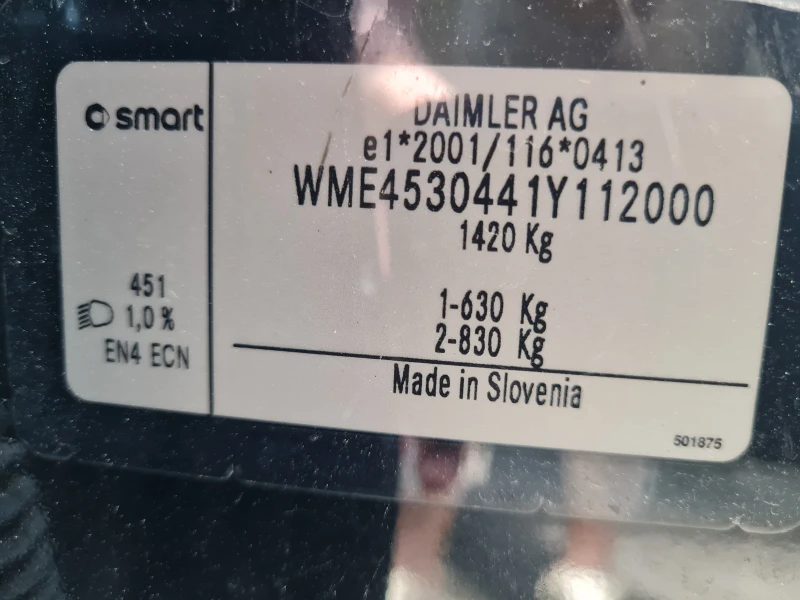 smart
DAIMLER AG
e1*2001/116*0413
WME4530441Y112000
1420 Kg
1-630 Kg
2-830 Kg
451
1,0 %
EN4 ECN
Made in Slovenia
501875